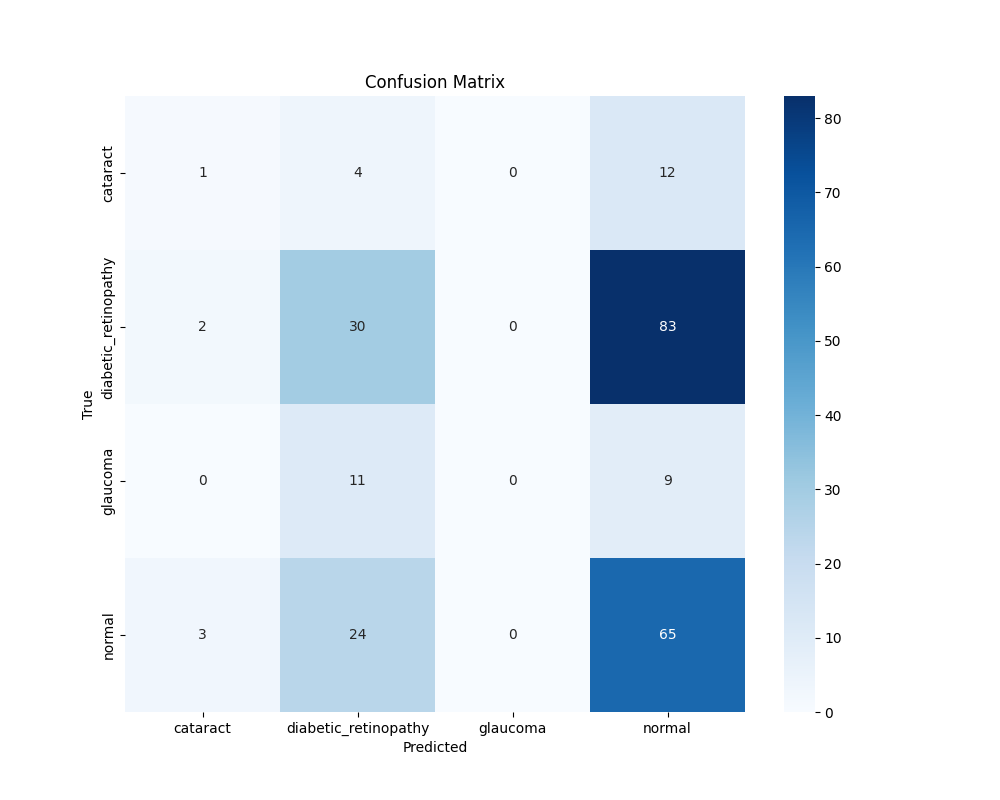 Confusion Matrix
cataract
1 4 0 12
diabetic_retinopathy
2 30 0 83
glaucoma
0 11 0 9
normal
3 24 0 65
True
cataract diabetic_retinopathy glaucoma normal
Predicted
80
70
60
50
40
30
20
10
0